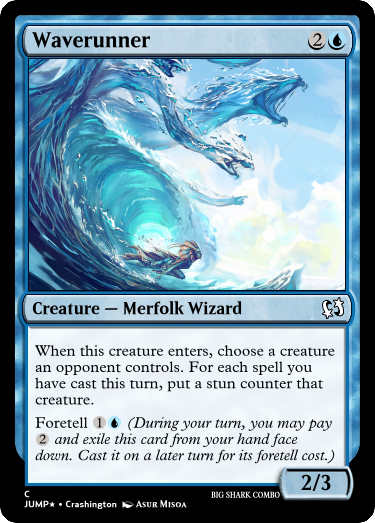 Waverunner 2
Creature — Merfolk Wizard
When this creature enters, choose a creature
an opponent controls. For each spell you
have cast this turn, put a stun counter that
creature.
Foretell 1 (During your turn, you may pay
2 and exile this card from your hand face
down. Cast it on a later turn for its foretell cost.)
2/3
C BIG SHARK COMBO
JUMP★ • Crashington Asur Misoa